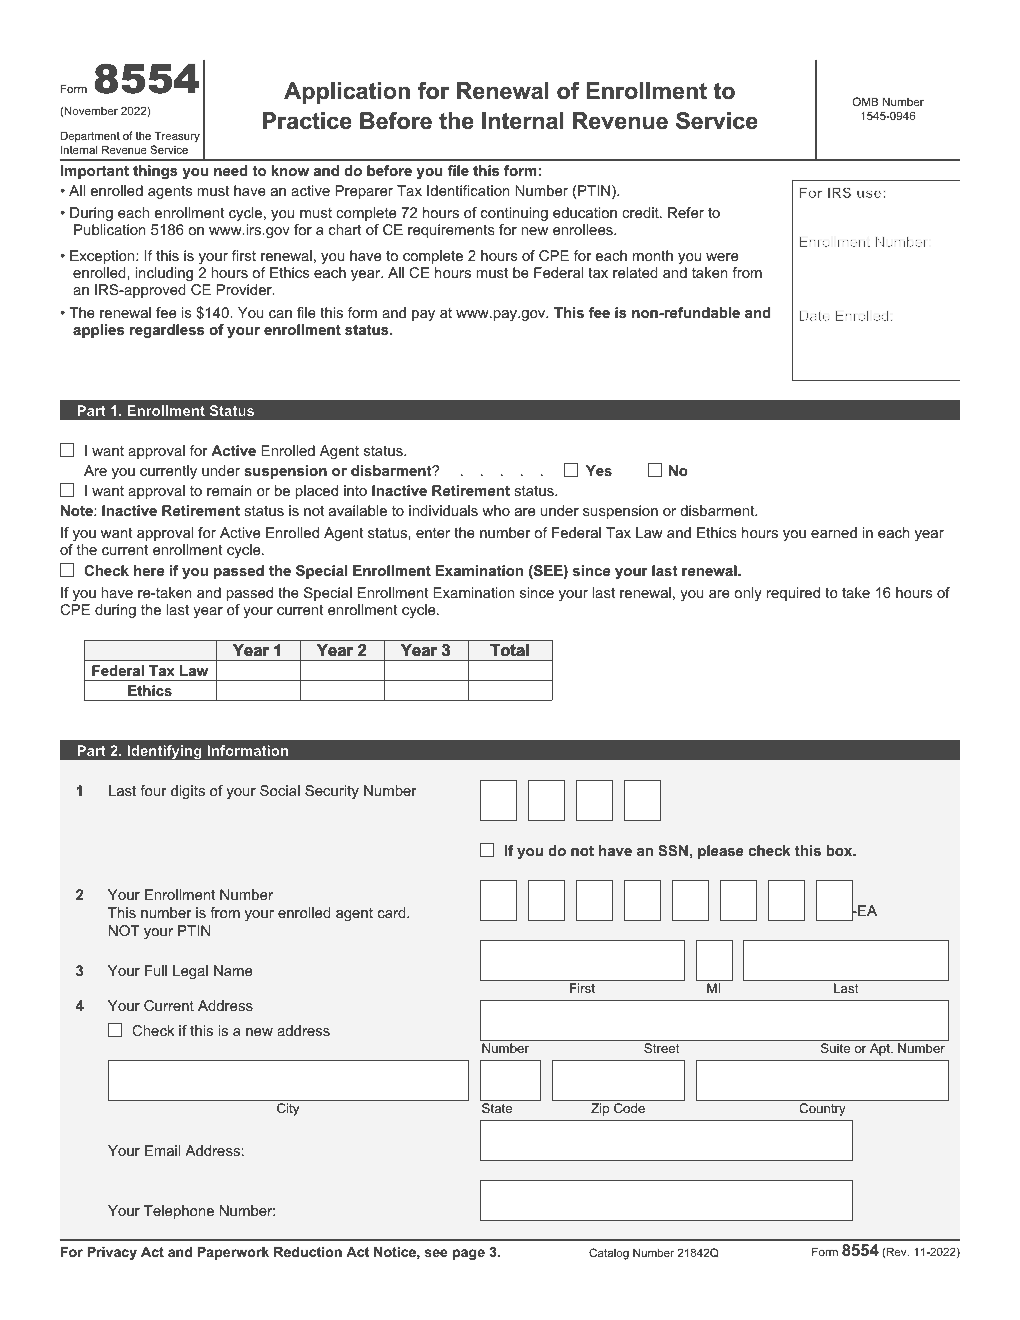 Form 8554
(November 2022)
Department of the Treasury
Internal Revenue Service
Application for Renewal of Enrollment to
Practice Before the Internal Revenue Service
OMB Number
1545-0946
Important things you need to know and do before you file this form:
• All enrolled agents must have an active Preparer Tax Identification Number (PTIN).
• During each enrollment cycle, you must complete 72 hours of continuing education credit. Refer to
Publication 5186 on www.irs.gov for a chart of CE requirements for new enrollees.
• Exception: If this is your first renewal, you have to complete 2 hours of CPE for each month you were
enrolled, including 2 hours of Ethics each year. All CE hours must be Federal tax related and taken from
an IRS-approved CE Provider.
• The renewal fee is $140. You can file this form and pay at www.pay.gov. This fee is non-refundable and
applies regardless of your enrollment status.
For IRS use:
Enrollment Number:
Date Enrolled:
Part 1. Enrollment Status
I want approval for Active Enrolled Agent status.
Are you currently under suspension or disbarment? . . . . . Yes No
I want approval to remain or be placed into Inactive Retirement status.
Note: Inactive Retirement status is not available to individuals who are under suspension or disbarment.
If you want approval for Active Enrolled Agent status, enter the number of Federal Tax Law and Ethics hours you earned in each year
of the current enrollment cycle.
Check here if you passed the Special Enrollment Examination (SEE) since your last renewal.
If you have re-taken and passed the Special Enrollment Examination since your last renewal, you are only required to take 16 hours of
CPE during the last year of your current enrollment cycle.
Year 1 Year 2 Year 3 Total
Federal Tax Law
Ethics
Part 2. Identifying Information
1 Last four digits of your Social Security Number
If you do not have an SSN, please check this box.
2 Your Enrollment Number
This number is from your enrolled agent card.
NOT your PTIN
-EA
3 Your Full Legal Name
First MI Last
4 Your Current Address
Check if this is a new address
Number Street Suite or Apt. Number
City State Zip Code Country
Your Email Address:
Your Telephone Number:
For Privacy Act and Paperwork Reduction Act Notice, see page 3. Catalog Number 21842Q Form 8554 (Rev. 11-2022)